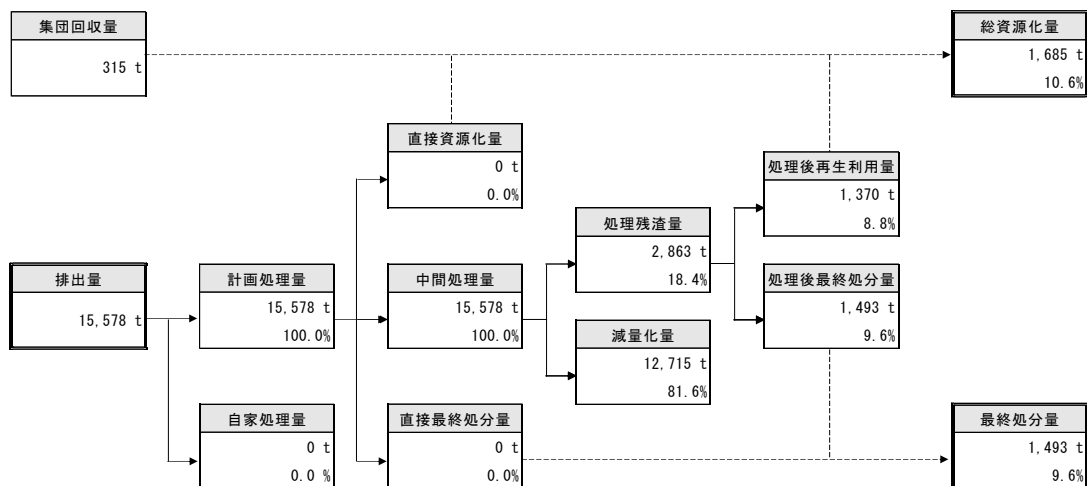 集団回収量
315 t
総資源化量
1,685 t
10.6%
直接資源化量
0 t
0.0%
処理後再生利用量
1,370 t
8.8%
処理残渣量
2,863 t
18.4%
排出量
15,578 t
計画処理量
15,578 t
100.0%
中間処理量
15,578 t
100.0%
処理後最終処分量
1,493 t
9.6%
減量化量
12,715 t
81.6%
自家処理量
0 t
0.0 %
直接最終処分量
0 t
0.0%
最終処分量
1,493 t
9.6%